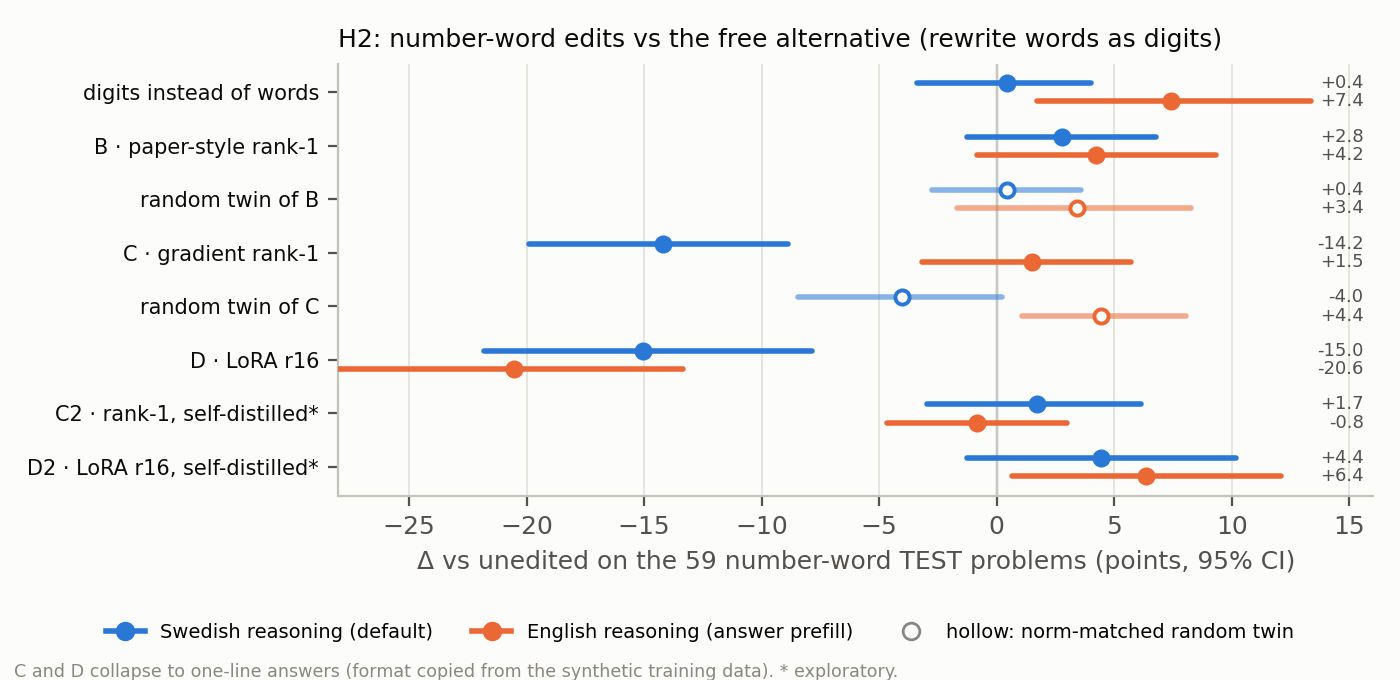 H2: number-word edits vs the free alternative (rewrite words as digits)
digits instead of words
+0.4
+7.4
B · paper-style rank-1
+2.8
+4.2
random twin of B
+0.4
+3.4
C · gradient rank-1
-14.2
+1.5
random twin of C
-4.0
+4.4
D · LoRA r16
-15.0
-20.6
C2 · rank-1, self-distilled*
+1.7
-0.8
D2 · LoRA r16, self-distilled*
+4.4
+6.4
−25 −20 −15 −10 −5 0 5 10 15
Δ vs unedited on the 59 number-word TEST problems (points, 95% CI)
Swedish reasoning (default) English reasoning (answer prefill) hollow: norm-matched random twin
C and D collapse to one-line answers (format copied from the synthetic training data). * exploratory.